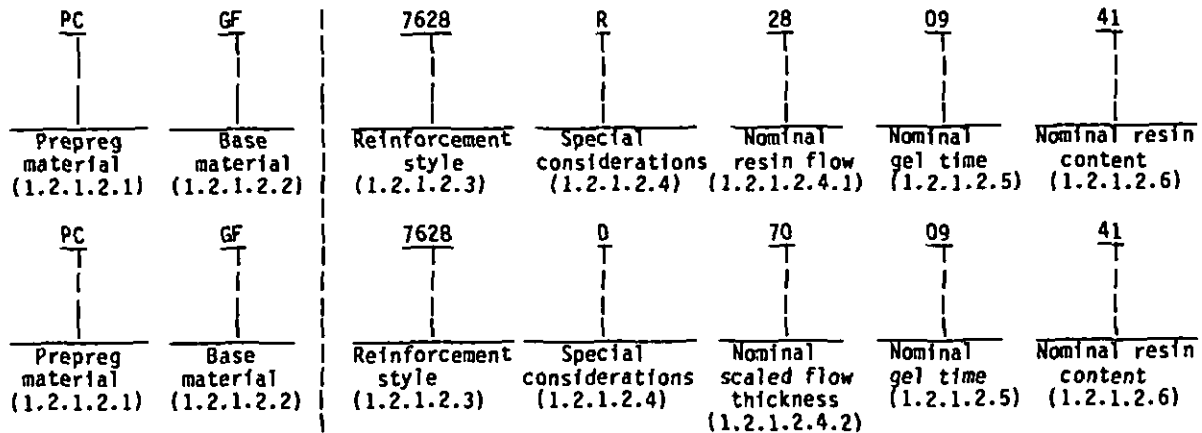 PC GF 7628 R 28 09 41
Prepreg Base Reinforcement Special Nominal Nominal Nominal resin
material material style considerations resin flow gel time content
(1.2.1.2.1) (1.2.1.2.2) (1.2.1.2.3) (1.2.1.2.4) (1.2.1.2.4.1) (1.2.1.2.5) (1.2.1.2.6)
PC GF 7628 D 70 09 41
Prepreg Base Reinforcement Special Nominal Nominal Nominal resin
material material style considerations scaled flow gel time content
(1.2.1.2.1) (1.2.1.2.2) (1.2.1.2.3) (1.2.1.2.4) thickness (1.2.1.2.5) (1.2.1.2.6)
(1.2.1.2.4.2)